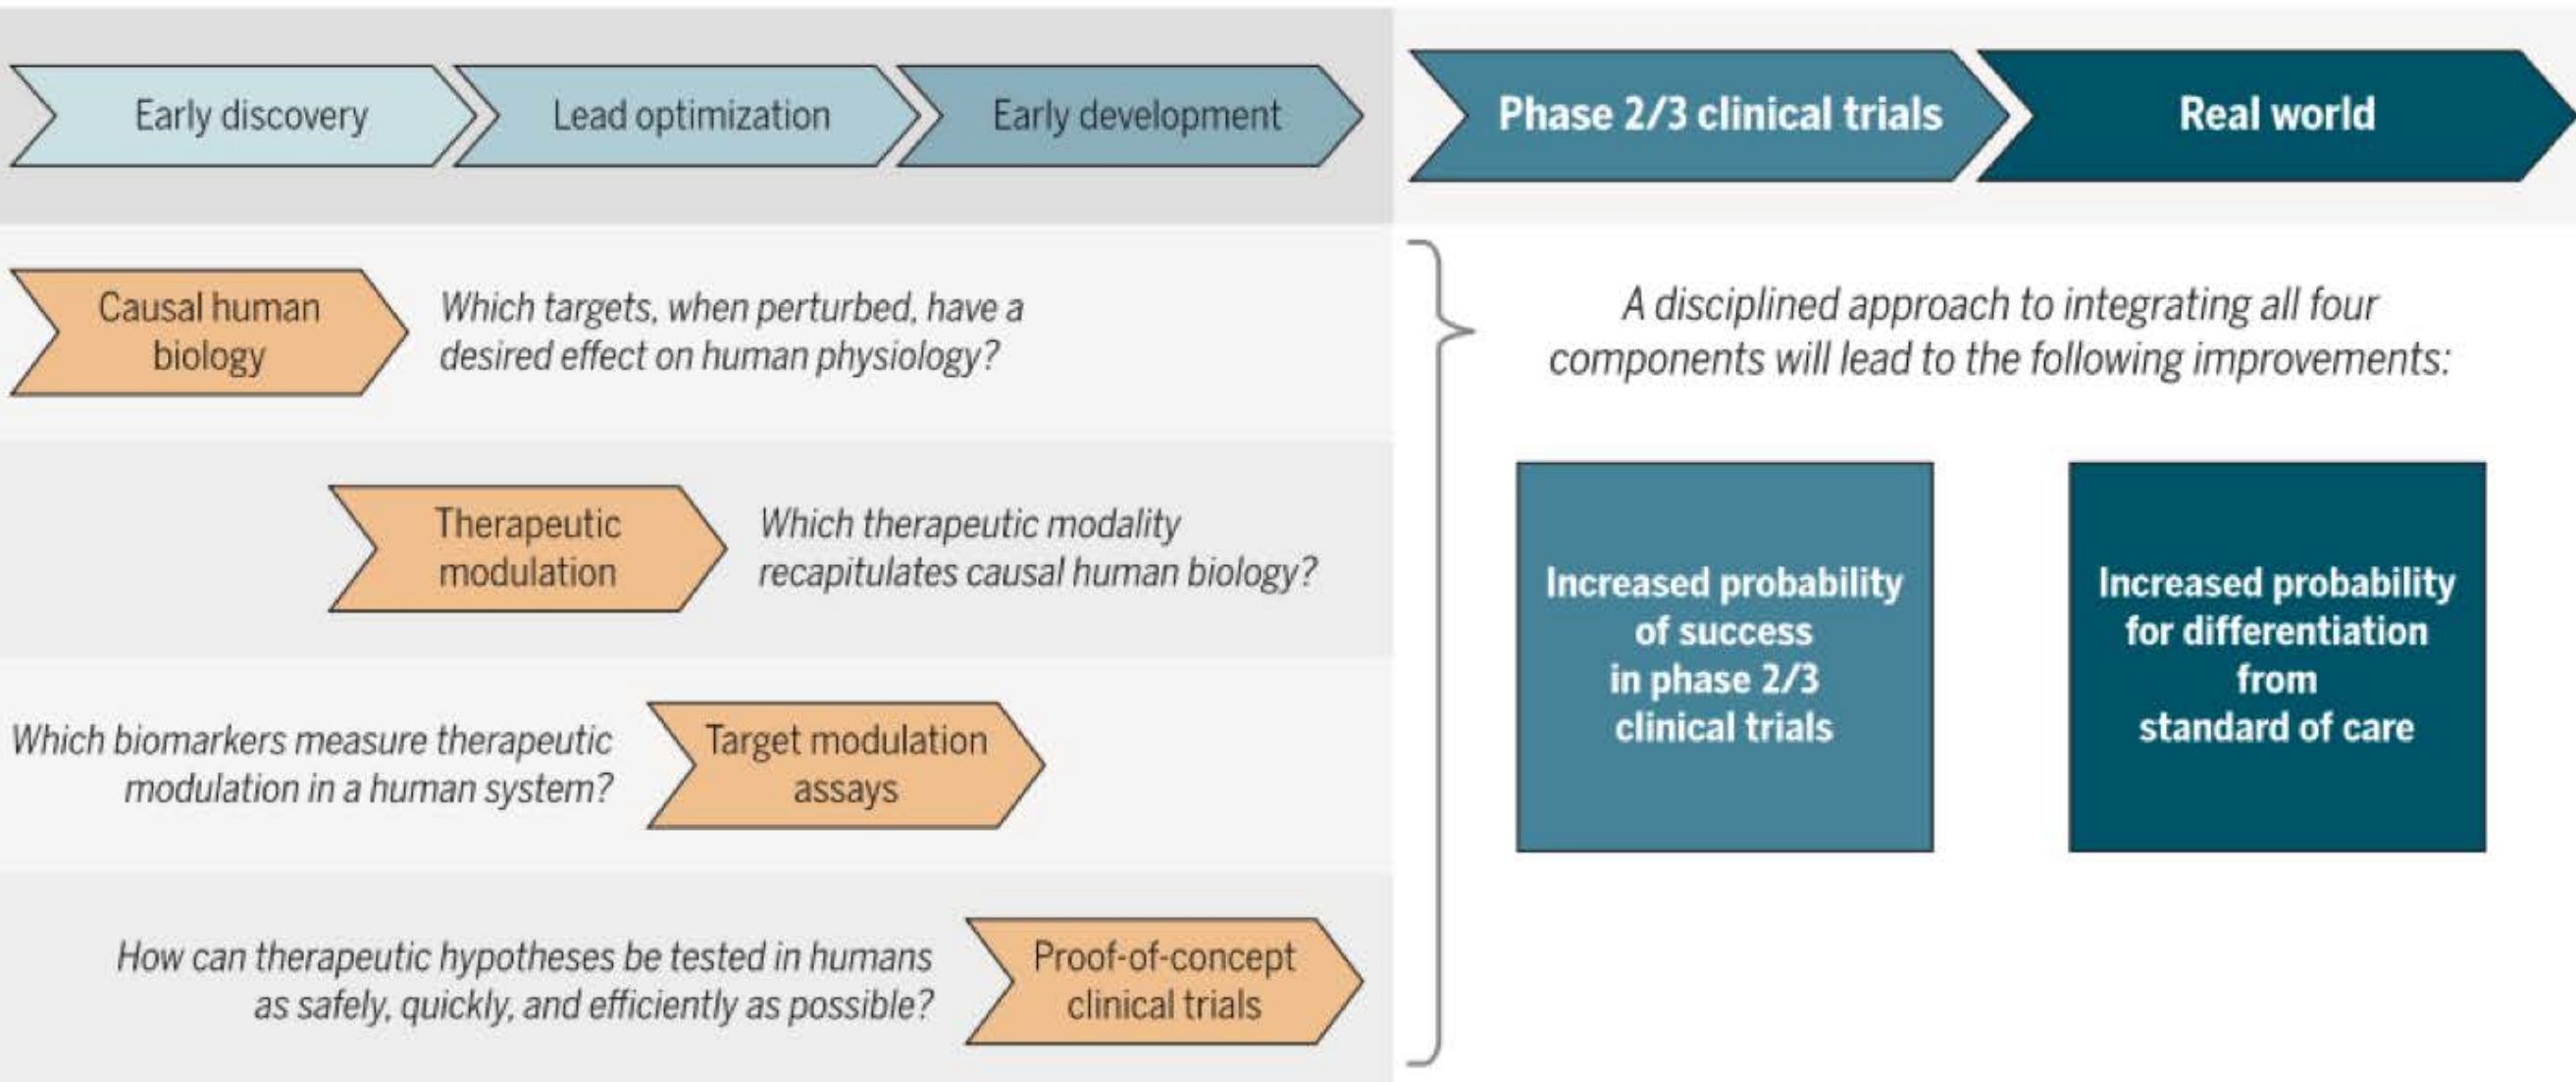 Early discovery
Lead optimization
Early development
Phase 2/3 clinical trials
Real world
Causal human
biology
Which targets, when perturbed, have a
desired effect on human physiology?
Therapeutic
modulation
Which therapeutic modality
recapitulates causal human biology?
Which biomarkers measure therapeutic
modulation in a human system?
Target modulation
assays
How can therapeutic hypotheses be tested in humans
as safely, quickly, and efficiently as possible?
Proof-of-concept
clinical trials
A disciplined approach to integrating all four
components will lead to the following improvements:
Increased probability
of success
in phase 2/3
clinical trials
Increased probability
for differentiation
from
standard of care